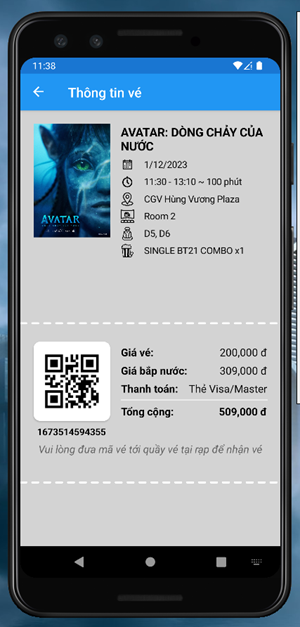 11:38
Thông tin vé
AVATAR: DÒNG CHẢY CỦA
NƯỚC
1/12/2023
11:30 - 13:10 ~ 100 phút
CGV Hùng Vương Plaza
Room 2
D5, D6
SINGLE BT21 COMBO x1
AVATAR
Giá vé: 200,000 đ
Giá bắp nước: 309,000 đ
Thanh toán: Thẻ Visa/Master
Tổng cộng: 509,000 đ
1673514594355
Vui lòng đưa mã vé tới quầy vé tại rạp để nhận vé